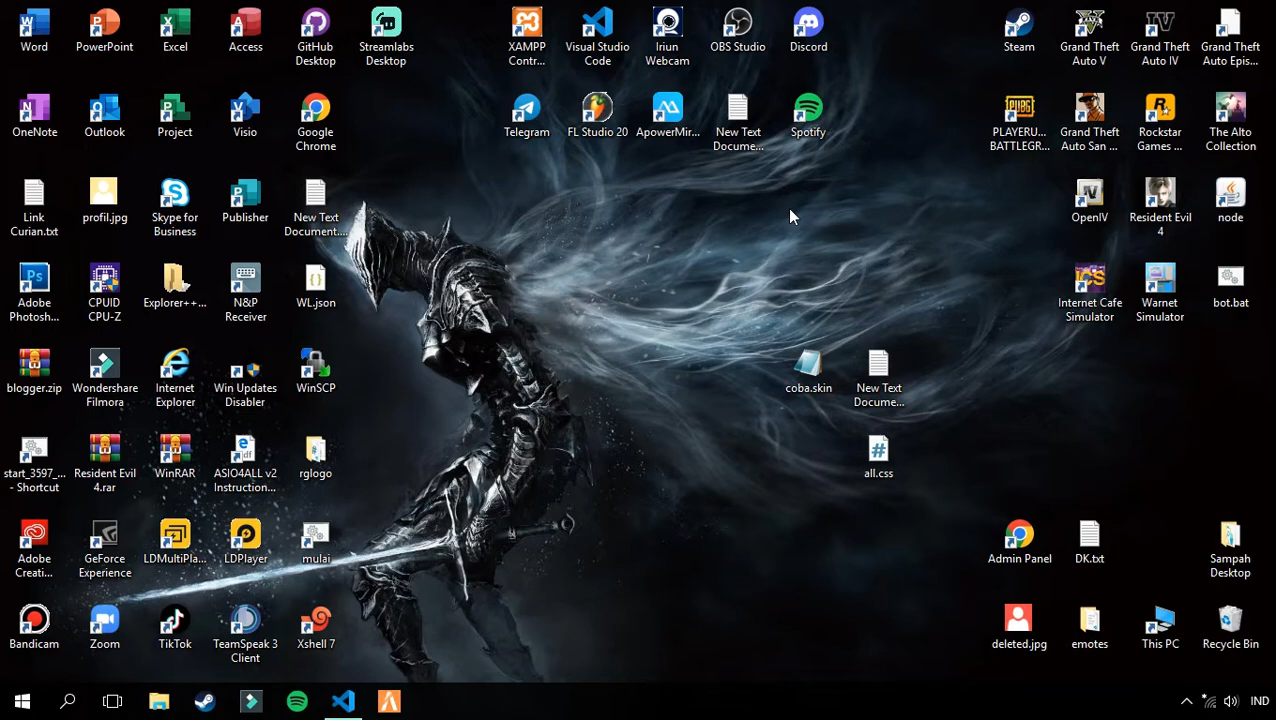 Word
PowerPoint
Excel
Access
GitHub
Desktop
Streamlabs
Desktop
XAMPP
Contr...
Visual Studio
Code
Iriun
Webcam
OBS Studio
Discord
Steam
Grand Theft
Auto V
Grand Theft
Auto IV
Grand Theft
Auto Epis...
OneNote
Outlook
Project
Visio
Google
Chrome
Telegram
FL Studio 20
ApowerMir...
New Text
Docume...
Spotify
PLAYERU...
BATTLEGR...
Grand Theft
Auto San ...
Rockstar
Games ...
The Alto
Collection
Link
Curian.txt
profil.jpg
Skype for
Business
Publisher
New Text
Document....
OpenIV
Resident Evil
4
node
Adobe
Photosh...
CPUID
CPU-Z
Explorer++...
N&P
Receiver
WL.json
Internet Cafe
Simulator
Warnet
Simulator
bot.bat
blogger.zip
Wondershare
Filmora
Internet
Explorer
Win Updates
Disabler
WinSCP
coba.skin
New Text
Docume...
start_3597_...
- Shortcut
Resident Evil
4.rar
WinRAR
ASIO4ALL v2
Instruction...
rglogo
all.css
Adobe
Creati...
GeForce
Experience
LDMultiPla...
LDPlayer
mulai
Admin Panel
DK.txt
Sampah
Desktop
Bandicam
Zoom
TikTok
TeamSpeak 3
Client
Xshell 7
deleted.jpg
emotes
This PC
Recycle Bin
IND